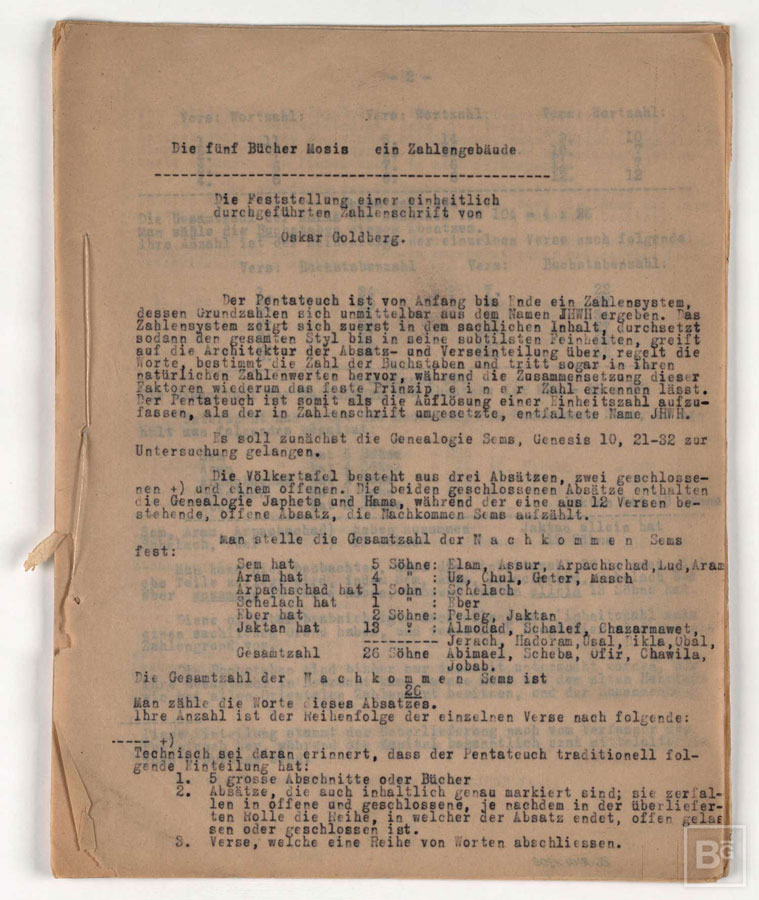 Die fünf Bücher Mosis ein Zahlengebäude
Die Feststellung einer einheitlich
durchgeführten Zahlenschrift von
Oskar Goldberg.
Der Pentateuch ist von Anfang bis Ende ein Zahlensystem,
dessen Grundzahlen sich unmittelbar aus dem Namen JHWH ergeben. Das
Zahlensystem zeigt sich zuerst in dem sachlichen Inhalt, durchsetzt
sodann den gesamten Styl bis in seine subtilsten Feinheiten, greift
auf die Architektur der Absatz- und Verseinteilung über, regelt die
Worte, bestimmt die Zahl der Buchstaben und tritt sogar in ihren
natürlichen Zahlenwerten hervor, während die Zusammensetzung dieser
Faktoren wiederum das feste Prinzip e i n e r Zahl erkennen lässt.
Der Pentateuch ist somit als die Auflösung einer Einheitszahl aufzu-
fassen, als der in Zahlenschrift umgesetzte, entfaltete Name JHWH.
Es soll zunächst die Genealogie Sems, Genesis 10, 21-32 zur
Untersuchung gelangen.
Die Völkertafel besteht aus drei Absätzen, zwei geschlosse-
nen +) und einem offenen. Die beiden geschlossenen Absätze enthalten
die Genealogie Japhets und Hams, während der eine aus 12 Versen be-
stehende, offene Absatz, die Nachkommen Sems aufzählt.
Man stelle die Gesamtzahl der N a c h k o m m e n Sems
fest:
Sem hat 5 Söhne: Elam, Assur, Arpachschad, Lud, Aram
Aram hat 4 " : Uz, Chul, Geter, Masch
Arpachschad hat 1 Sohn : Schelach
Schelach hat 1 " : Eber
Eber hat 2 Söhne: Peleg, Jaktan
Jaktan hat 13 " : Almodad, Schalef, Chazarmawet,
--------- Jerach, Hadoram, Usal, Dikla, Obal,
Gesamtzahl 26 Söhne Abimael, Scheba, Ofir, Chawila,
Jobab.
Die Gesamtzahl der N a c h k o m m e n Sems ist
26
Man zähle die Worte dieses Absatzes.
Ihre Anzahl ist der Reihenfolge der einzelnen Verse nach folgende:
----- +)
Technisch sei daran erinnert, dass der Pentateuch traditionell fol-
gende Einteilung hat:
1. 5 grosse Abschnitte oder Bücher
2. Absätze, die auch inhaltlich genau markiert sind; sie zerfal-
len in offene und geschlossene, je nachdem in der überliefer-
ten Rolle die Reihe, in welcher der Absatz endet, offen gelas
sen oder geschlossen ist.
3. Verse, welche eine Reihe von Worten abschliessen.
BG